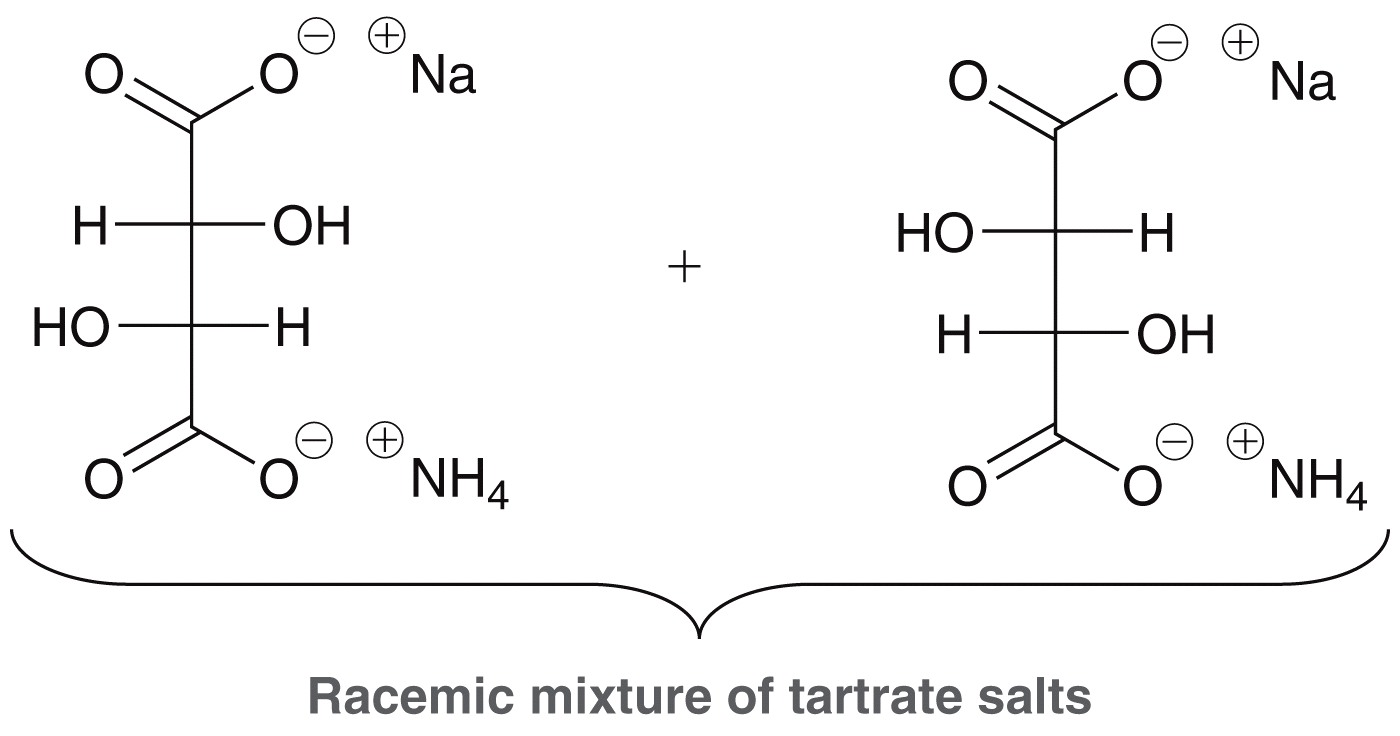 O O⊖ ⊕Na O O⊖ ⊕Na
H OH HO H
+
HO H H OH
O O⊖ ⊕NH₄ O O⊖ ⊕NH₄
Racemic mixture of tartrate salts